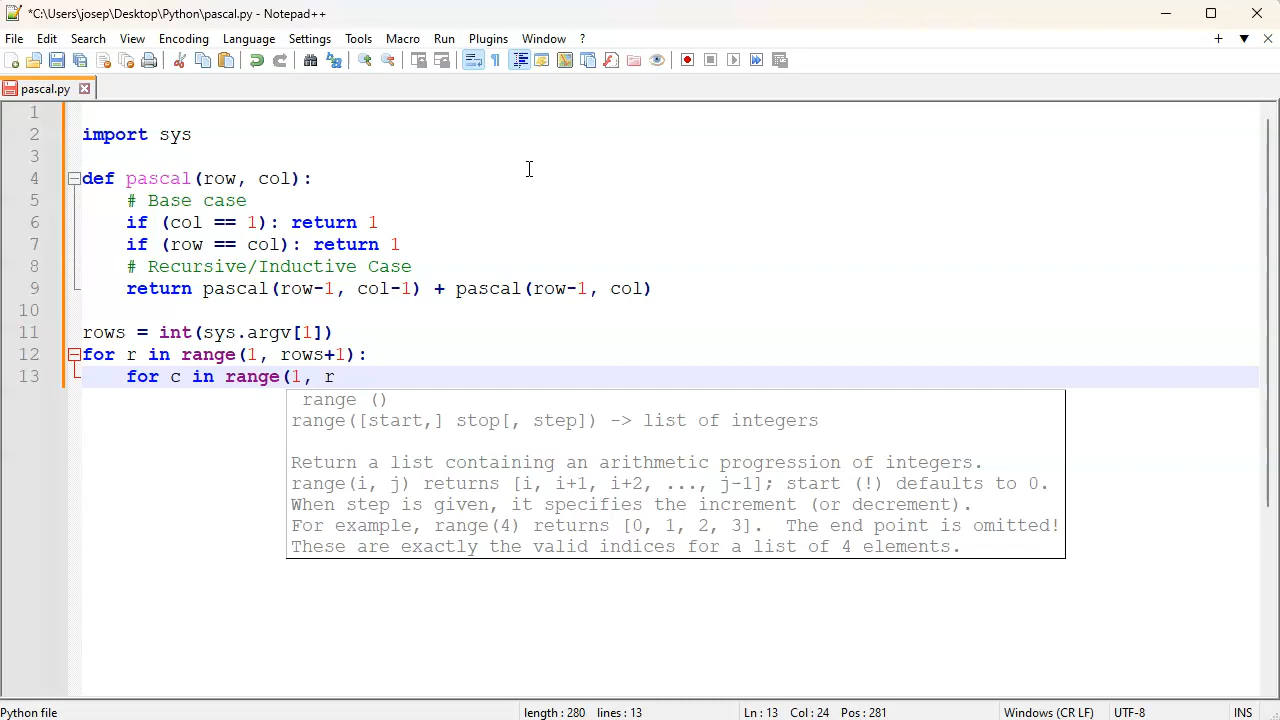 *C:\Users\josep\Desktop\Python\pascal.py - Notepad++
File Edit Search View Encoding Language Settings Tools Macro Run Plugins Window ?
pascal.py
1
2 import sys
3
4 def pascal(row, col):
5 # Base case
6 if (col == 1): return 1
7 if (row == col): return 1
8 # Recursive/Inductive Case
9 return pascal(row-1, col-1) + pascal(row-1, col)
10
11 rows = int(sys.argv[1])
12 for r in range(1, rows+1):
13 for c in range(1, r
range ()
range([start,] stop[, step]) -> list of integers
Return a list containing an arithmetic progression of integers.
range(i, j) returns [i, i+1, i+2, ..., j-1]; start (!) defaults to 0.
When step is given, it specifies the increment (or decrement).
For example, range(4) returns [0, 1, 2, 3]. The end point is omitted!
These are exactly the valid indices for a list of 4 elements.
Python file length : 280 lines : 13 Ln : 13 Col : 24 Pos : 281 Windows (CR LF) UTF-8 INS